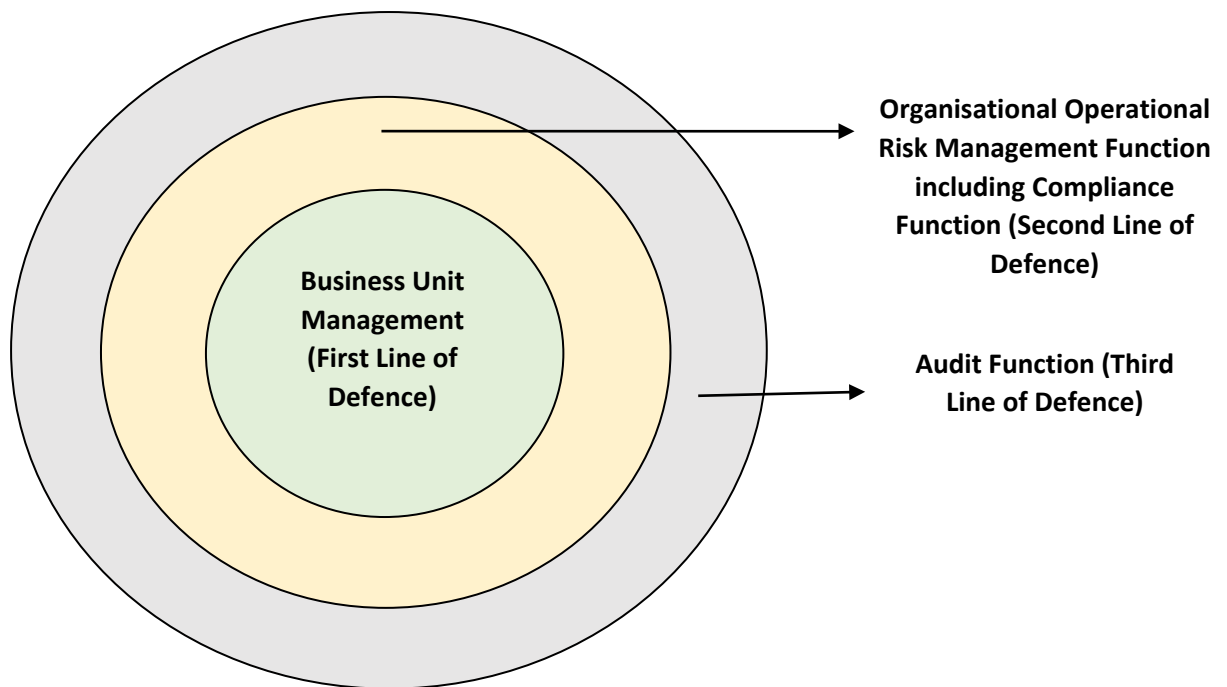 Business Unit
Management
(First Line of
Defence)
Organisational Operational
Risk Management Function
including Compliance
Function (Second Line of
Defence)
Audit Function (Third
Line of Defence)